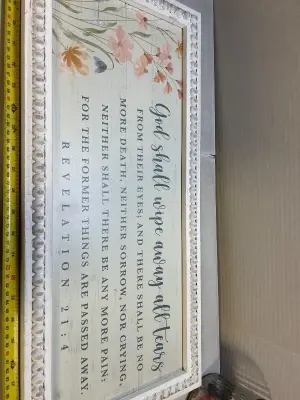 God shall wipe away all tears
FROM THEIR EYES; AND THERE SHALL BE NO
MORE DEATH, NEITHER SORROW, NOR CRYING,
NEITHER SHALL THERE BE ANY MORE PAIN:
FOR THE FORMER THINGS ARE PASSED AWAY.
REVELATION 21:4